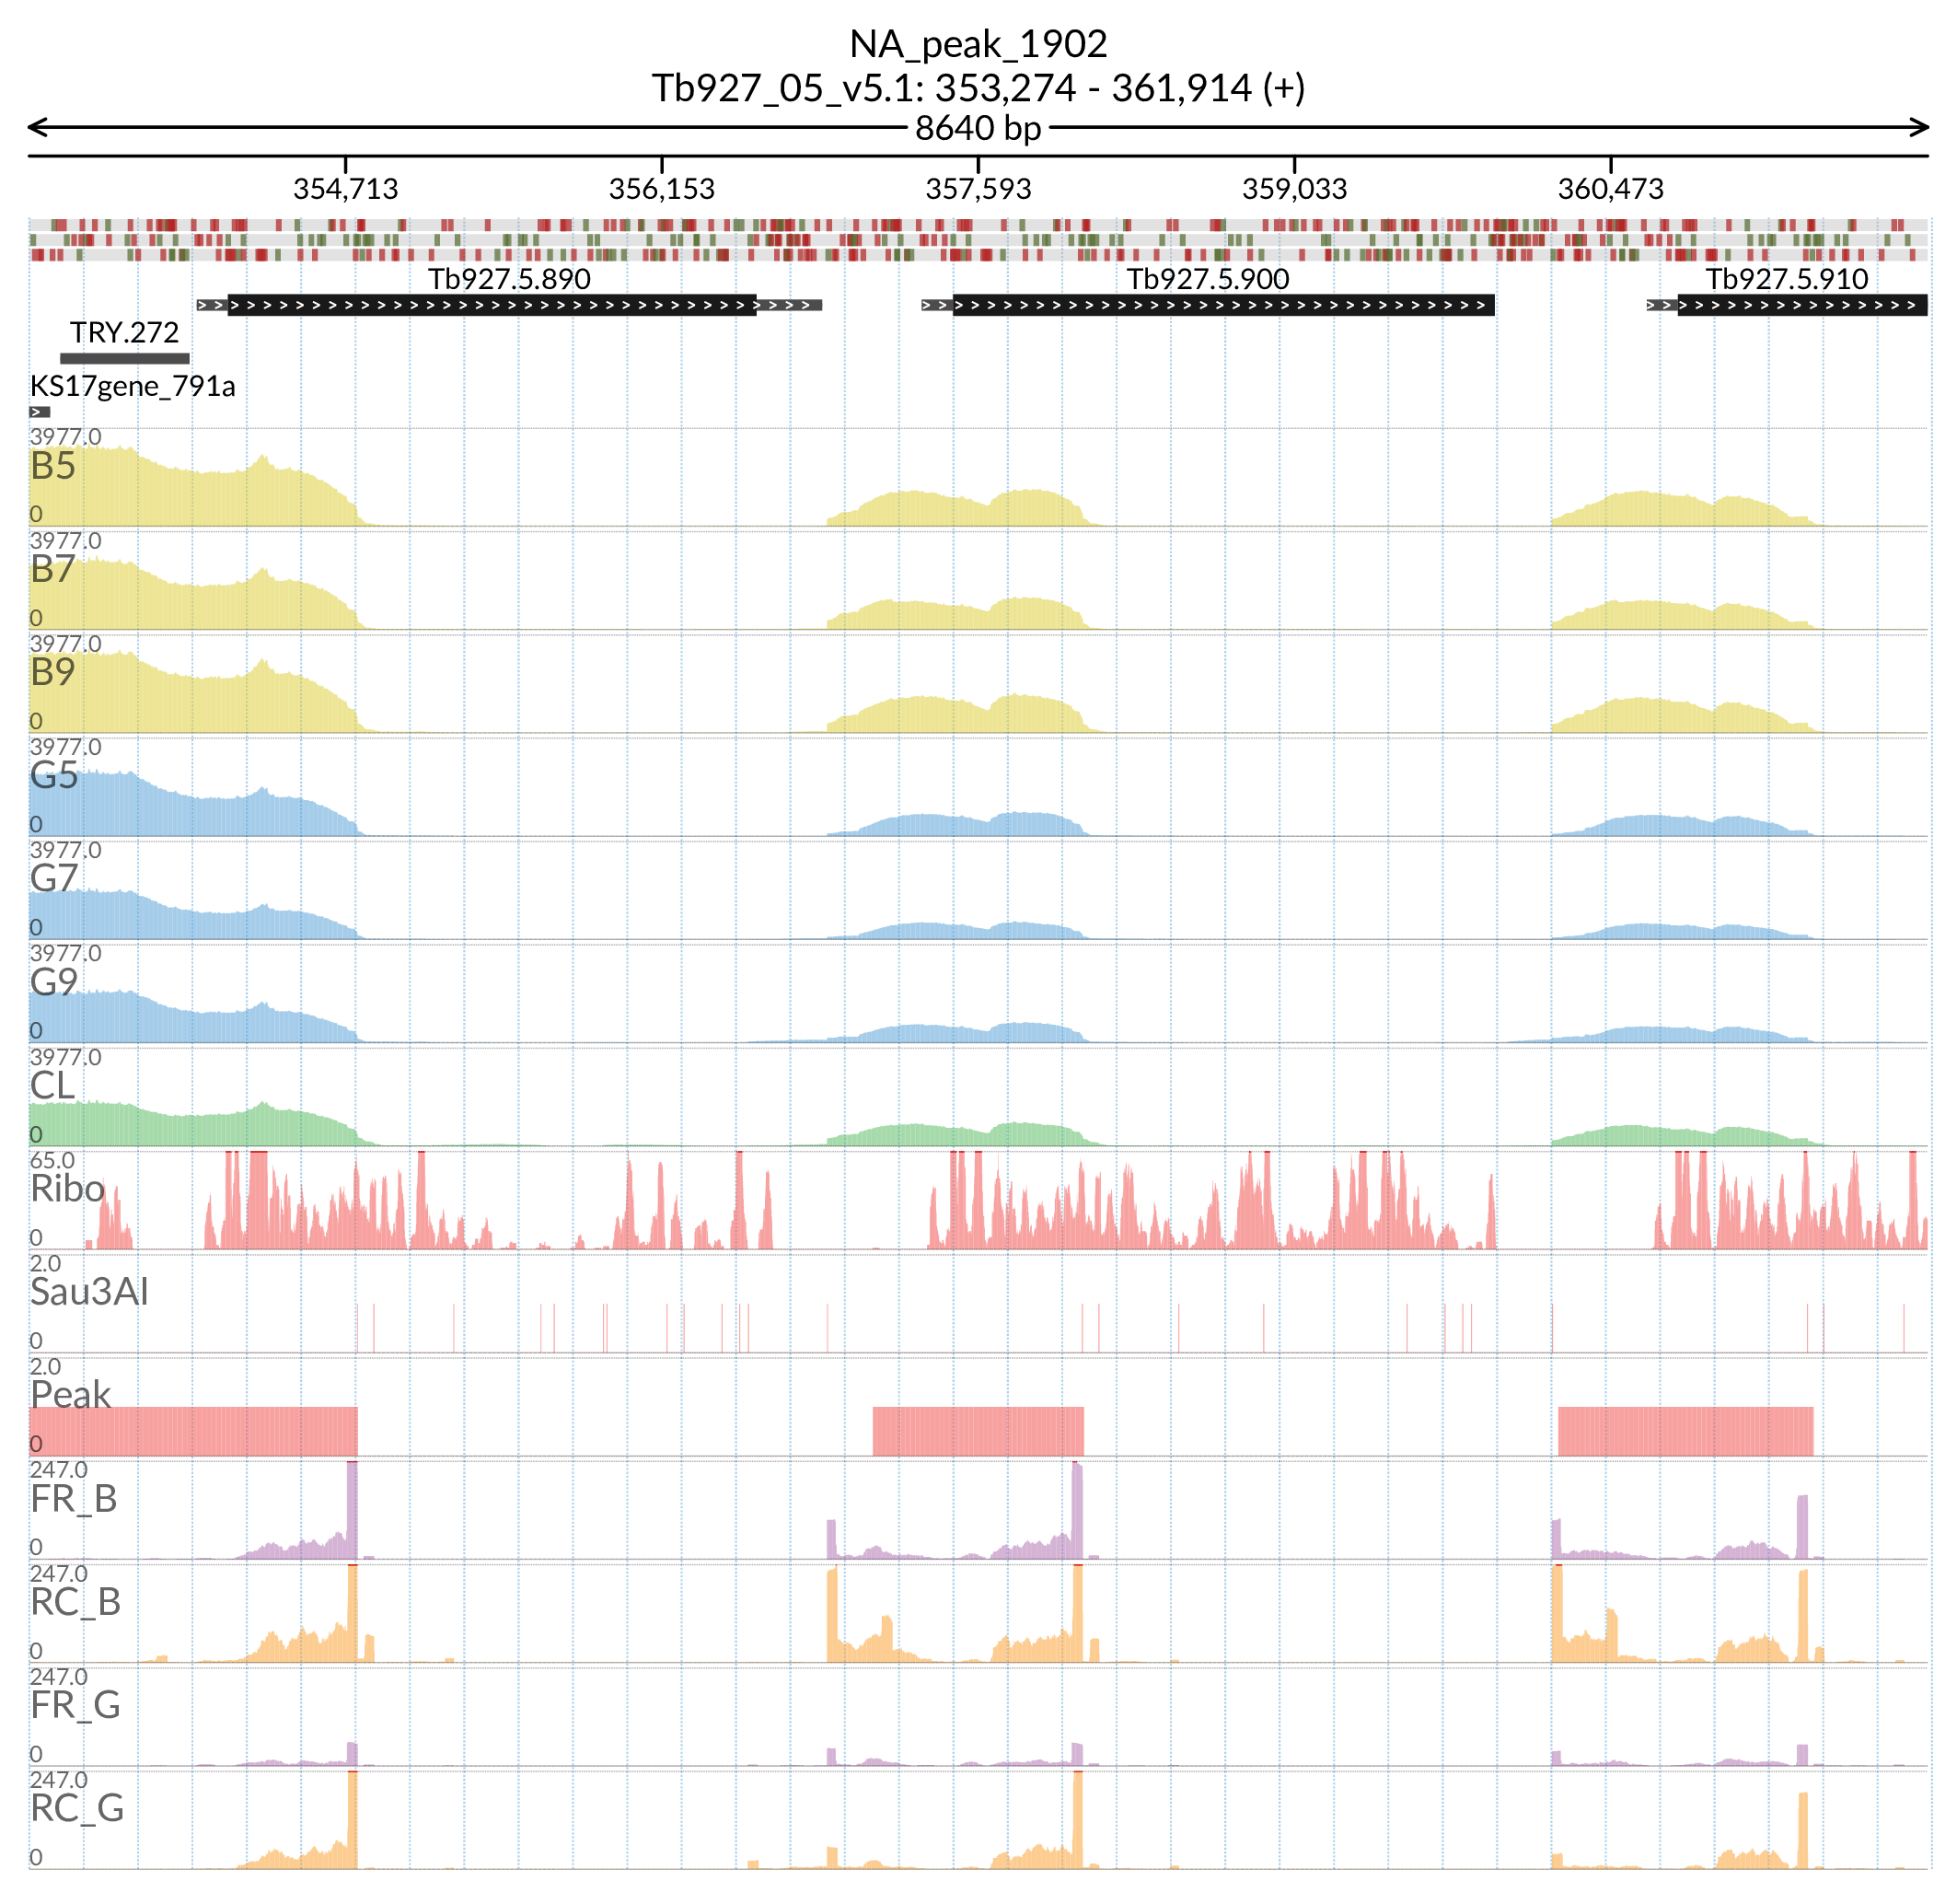 NA_peak_1902
Tb927_05_v5.1: 353,274 - 361,914 (+)
8640 bp
354,713 356,153 357,593 359,033 360,473
Tb927.5.890 Tb927.5.900 Tb927.5.910
TRY.272
KS17gene_791a
3977.0
B5
0
3977.0
B7
0
3977.0
B9
0
3977.0
G5
0
3977.0
G7
0
3977.0
G9
0
3977.0
CL
0
65.0
Ribo
0
2.0
Sau3AI
0
2.0
Peak
0
247.0
FR_B
0
247.0
RC_B
0
247.0
FR_G
0
247.0
RC_G
0